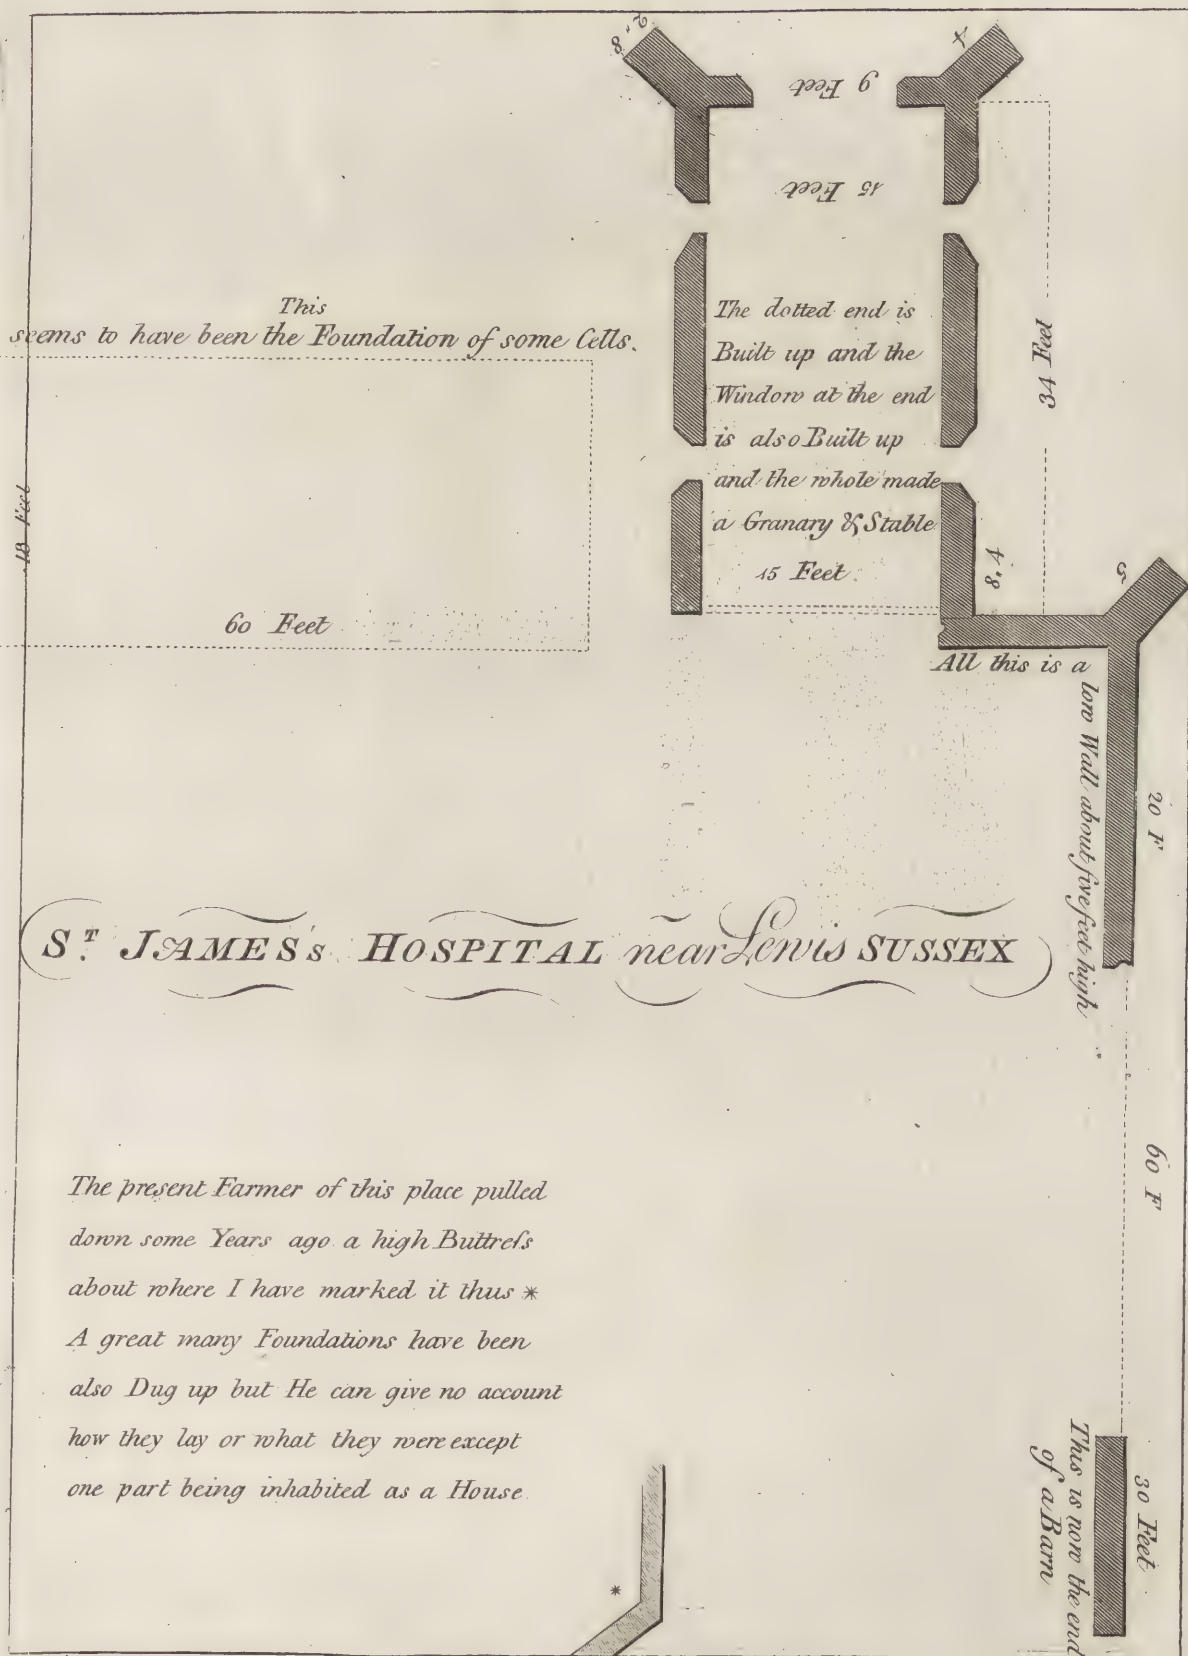 2,,8
4
9 Feet
15 Feet
This
seems to have been the Foundation of some Cells.
18 Feet
60 Feet
The dotted end is
Built up and the
Window at the end
is also Built up
and the whole made
a Granary & Stable
15 Feet
34 Feet
8,4
5
All this is a
low Wall about five feet high
20 F
ST. JAMES's HOSPITAL near Lewis SUSSEX
60 F
The present Farmer of this place pulled
down some Years ago a high Buttreſs
about where I have marked it thus *
A great many Foundations have been
also Dug up but He can give no account
how they lay or what they were except
one part being inhabited as a House
*
This is now the end
of a Barn
30 Feet